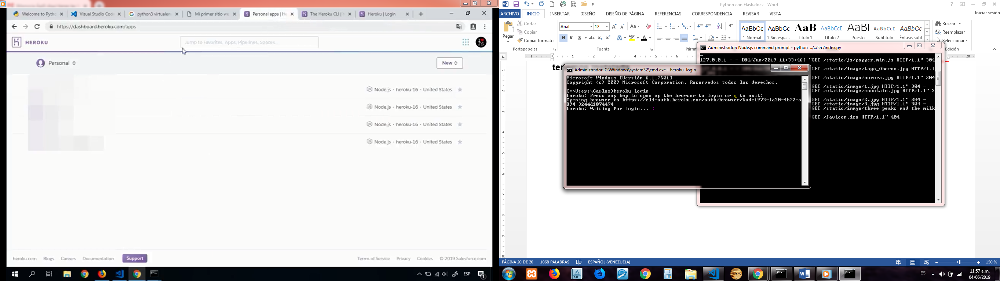 Welcome to Pytho
Visual Studio Cod
python3 virtualen
Mi primer sitio we
Personal apps | He
The Heroku CLI | H
Heroku | Login
https://dashboard.heroku.com/apps
HEROKU
Jump to Favorites, Apps, Pipelines, Spaces...
I JS
Personal
New
Node.js - heroku-16 - United States
Node.js - heroku-16 - United States
Node.js - heroku-16 - United States
Node.js - heroku-16 - United States
heroku.com Blogs Careers Documentation Support
Terms of Service Privacy Cookies © 2019 Salesforce.com
ESP
Python con Flask.docx - Word
ARCHIVO INICIO INSERTAR DISEÑO DISEÑO DE PÁGINA REFERENCIAS CORRESPONDENCIA REVISAR VISTA
Iniciar sesión
Pegar
Cortar
Copiar
Copiar formato
Portapapeles
Arial 12
N K S abc x₂ x²
Fuente
Párraf
AaBbCc AaBbCc AaB AaBbCcD AaBl AaBbCcD AaBbCc
¶ Normal ¶ Sin espa... Título 1 Título 2 Puesto Subtítulo Énfasis sutil
Buscar
Reemplazar
Seleccionar
Edición
Administrador: Node.js command prompt - python ../../src/index.py
127.0.0.1 - - [04/Jun/2019 11:33:46] "GET /static/js/popper.min.js HTTP/1.1" 304
GET /static/image/Lago_Oberon.jpg HTTP/1.1
GET /static/image/aurora.jpg HTTP/1.1" 304
GET /static/image/1.jpg HTTP/1.1" 304 -
GET /static/image/mountain.jpg HTTP/1.1" 3
GET /static/image/2.jpg HTTP/1.1" 304 -
GET /static/image/3.jpg HTTP/1.1" 304 -
GET /static/image/three-peaks-and-the-milk
GET /favicon.ico HTTP/1.1" 404 -
Administrador: C:\Windows\system32\cmd.exe - heroku login
Microsoft Windows [Versión 6.1.7601]
Copyright (c) 2009 Microsoft Corporation. Reservados todos los derechos.
C:\Users\Carlos>heroku login
heroku: Press any key to open up the browser to login or q to exit:
Opening browser to https://cli-auth.heroku.com/auth/browser/6ade1973-1a30-4b72-a
894-3244d1074474
heroku: Waiting for login...
PÁGINA 20 DE 20 1068 PALABRAS ESPAÑOL (VENEZUELA)
150 %
ES
11:57 a.m.
04/06/2019